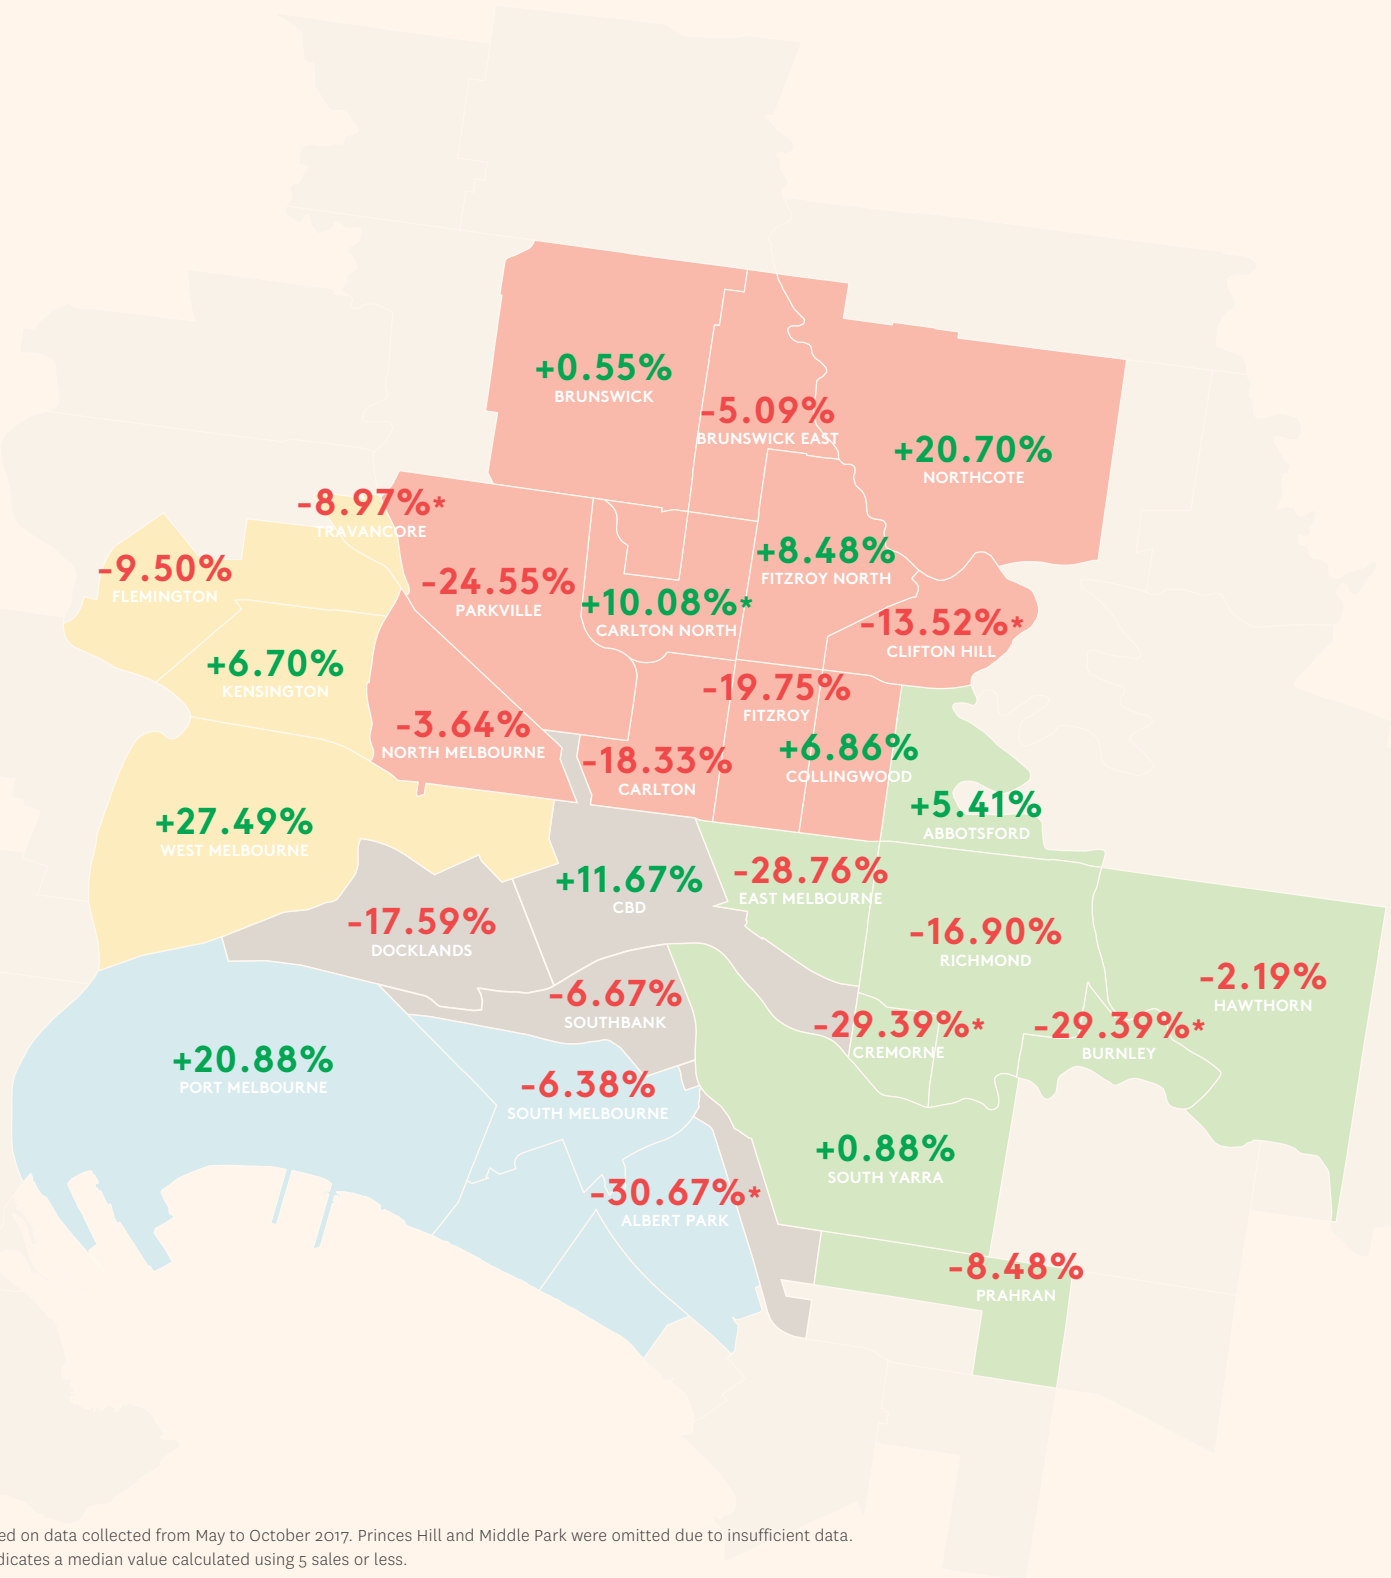 +0.55%
BRUNSWICK
-5.09%
BRUNSWICK EAST
+20.70%
NORTHCOTE
-8.97%*
TRAVANCORE
-9.50%
FLEMINGTON
-24.55%
PARKVILLE
+8.48%
FITZROY NORTH
+10.08%*
CARLTON NORTH
-13.52%*
CLIFTON HILL
+6.70%
KENSINGTON
-19.75%
FITZROY
-3.64%
NORTH MELBOURNE
-18.33%
CARLTON
+6.86%
COLLINGWOOD
+5.41%
ABBOTSFORD
+27.49%
WEST MELBOURNE
+11.67%
CBD
-28.76%
EAST MELBOURNE
-17.59%
DOCKLANDS
-16.90%
RICHMOND
-2.19%
HAWTHORN
-6.67%
SOUTHBANK
-29.39%*
CREMORNE
-29.39%*
BURNLEY
+20.88%
PORT MELBOURNE
-6.38%
SOUTH MELBOURNE
+0.88%
SOUTH YARRA
-30.67%*
ALBERT PARK
-8.48%
PRAHRAN
ed on data collected from May to October 2017. Princes Hill and Middle Park were omitted due to insufficient data.
dicates a median value calculated using 5 sales or less.